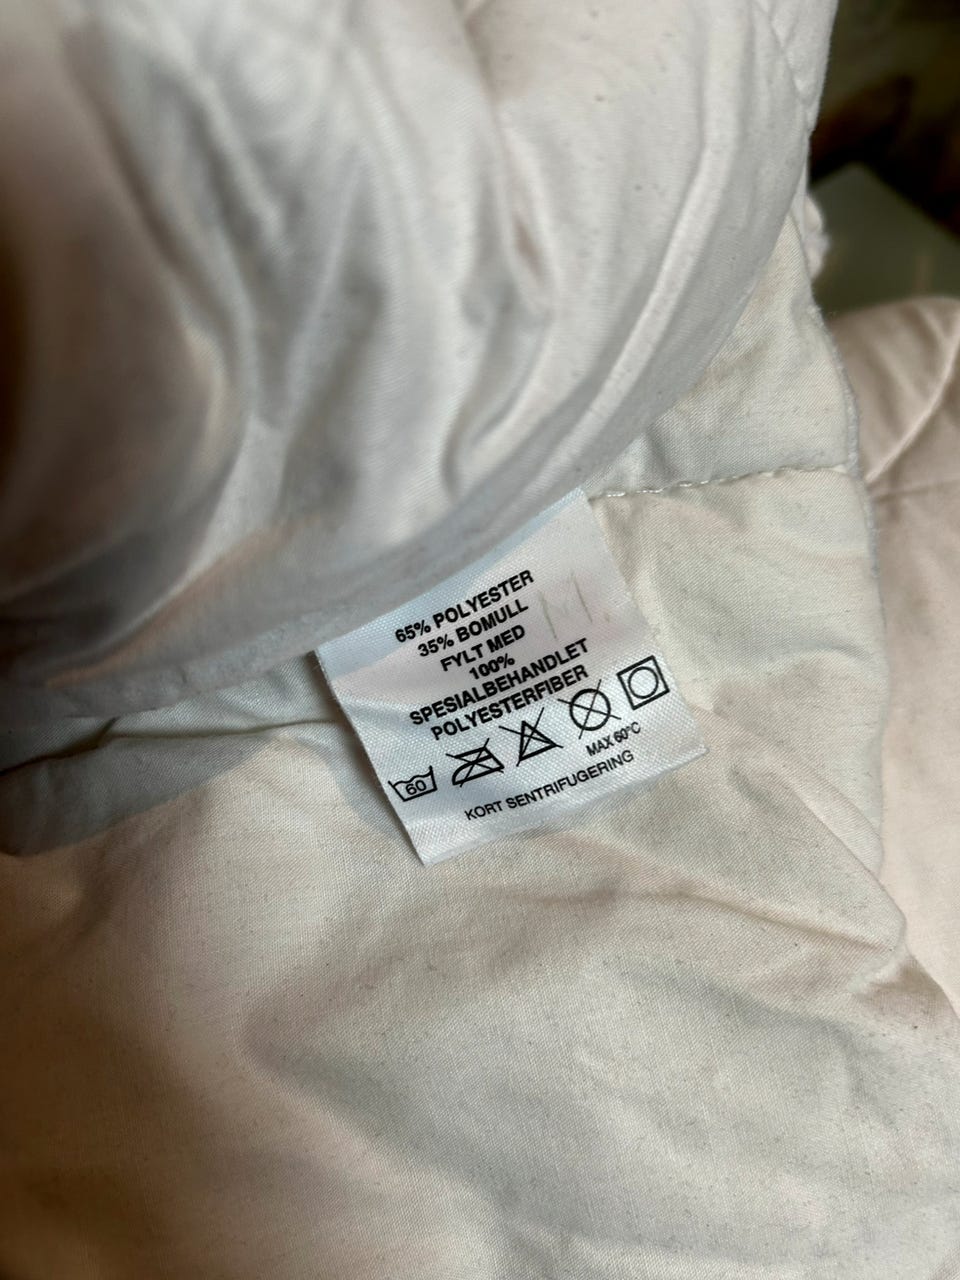 65% POLYESTER
35% BOMULL
FYLT MED
100%
SPESIALBEHANDLET
POLYESTERFIBER
60
MAX 60°C
KORT SENTRIFUGERING